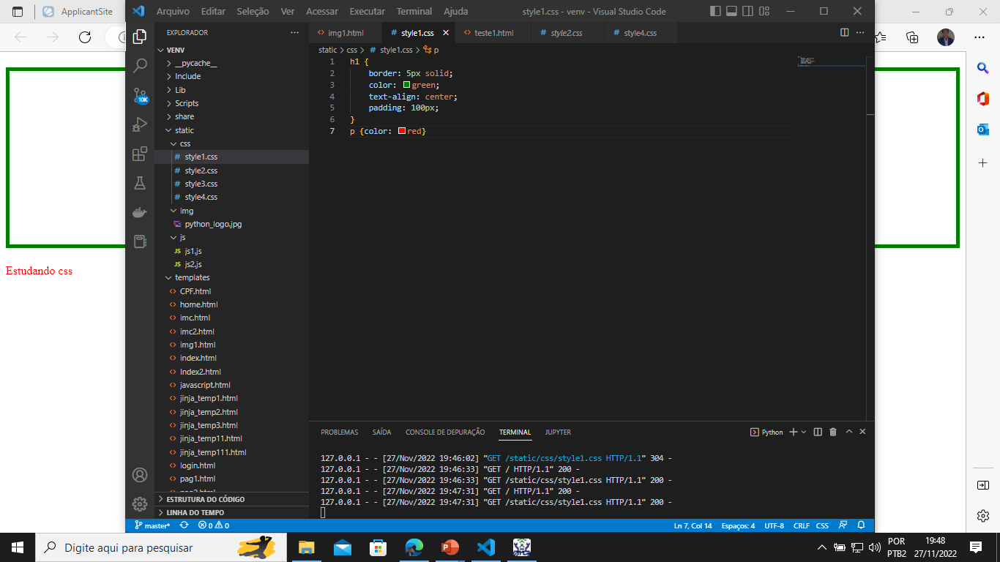 ApplicantSite
Arquivo Editar Seleção Ver Acessar Executar Terminal Ajuda
style1.css - venv - Visual Studio Code
EXPLORADOR
VENV
__pycache__
Include
Lib
Scripts
share
static
css
style1.css
style2.css
style3.css
style4.css
img
python_logo.jpg
js
JS js1.js
JS js2.js
templates
CPF.html
home.html
imc.html
imc2.html
img1.html
index.html
Index2.html
javascript.html
jinja_temp1.html
jinja_temp2.html
jinja_temp3.html
jinja_temp11.html
jinja_temp111.html
login.html
pag1.html
ESTRUTURA DO CÓDIGO
LINHA DO TEMPO
10K
img1.html # style1.css teste1.html # style2.css # style4.css
static > css > # style1.css > p
1 h1 {
2 border: 5px solid;
3 color: green;
4 text-align: center;
5 padding: 100px;
6 }
7 p {color: red}
Estudando css
PROBLEMAS SAÍDA CONSOLE DE DEPURAÇÃO TERMINAL JUPYTER
Python
127.0.0.1 - - [27/Nov/2022 19:46:02] "GET /static/css/style1.css HTTP/1.1" 304 -
127.0.0.1 - - [27/Nov/2022 19:46:33] "GET / HTTP/1.1" 200 -
127.0.0.1 - - [27/Nov/2022 19:46:33] "GET /static/css/style1.css HTTP/1.1" 200 -
127.0.0.1 - - [27/Nov/2022 19:47:31] "GET / HTTP/1.1" 200 -
127.0.0.1 - - [27/Nov/2022 19:47:31] "GET /static/css/style1.css HTTP/1.1" 200 -
master* 0 0
Ln 7, Col 14 Espaços: 4 UTF-8 CRLF CSS
Digite aqui para pesquisar
POR
PTB2
19:48
27/11/2022